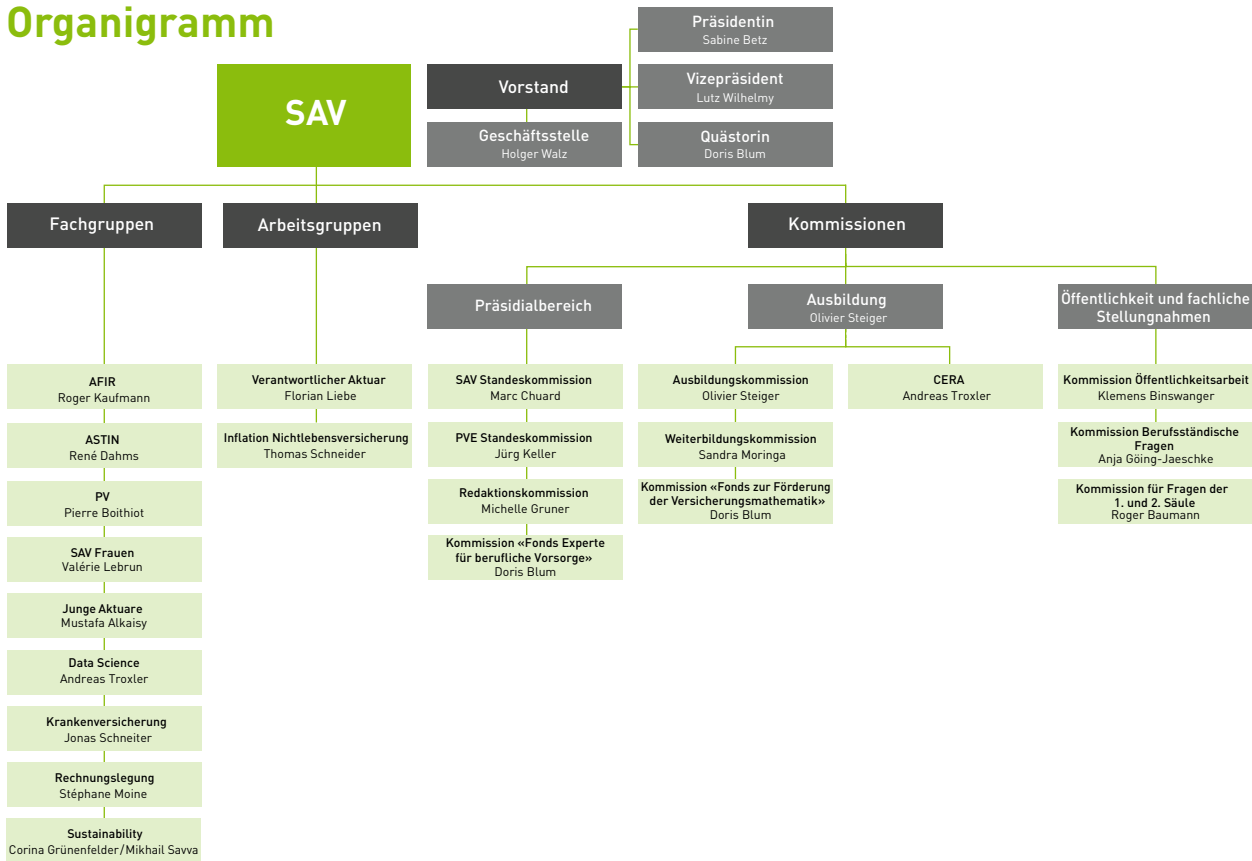 Organigramm
SAV
Vorstand
Geschäftsstelle
Holger Walz
Präsidentin
Sabine Betz
Vizepräsident
Lutz Wilhelmy
Quästorin
Doris Blum
Fachgruppen
AFIR
Roger Kaufmann
ASTIN
René Dahms
PV
Pierre Boithiot
SAV Frauen
Valérie Lebrun
Junge Aktuare
Mustafa Alkaisy
Data Science
Andreas Troxler
Krankenversicherung
Jonas Schneiter
Rechnungslegung
Stéphane Moine
Sustainability
Corina Grünenfelder/Mikhail Savva
Arbeitsgruppen
Verantwortlicher Aktuar
Florian Liebe
Inflation Nichtlebensversicherung
Thomas Schneider
Kommissionen
Präsidialbereich
SAV Standeskommission
Marc Chuard
PVE Standeskommission
Jürg Keller
Redaktionskommission
Michelle Gruner
Kommission «Fonds Experte
für berufliche Vorsorge»
Doris Blum
Ausbildung
Olivier Steiger
Ausbildungskommission
Olivier Steiger
Weiterbildungskommission
Sandra Moringa
Kommission «Fonds zur Förderung
der Versicherungsmathematik»
Doris Blum
CERA
Andreas Troxler
Öffentlichkeit und fachliche
Stellungnahmen
Kommission Öffentlichkeitsarbeit
Klemens Binswanger
Kommission Berufsständische
Fragen
Anja Göing-Jaeschke
Kommission für Fragen der
1. und 2. Säule
Roger Baumann